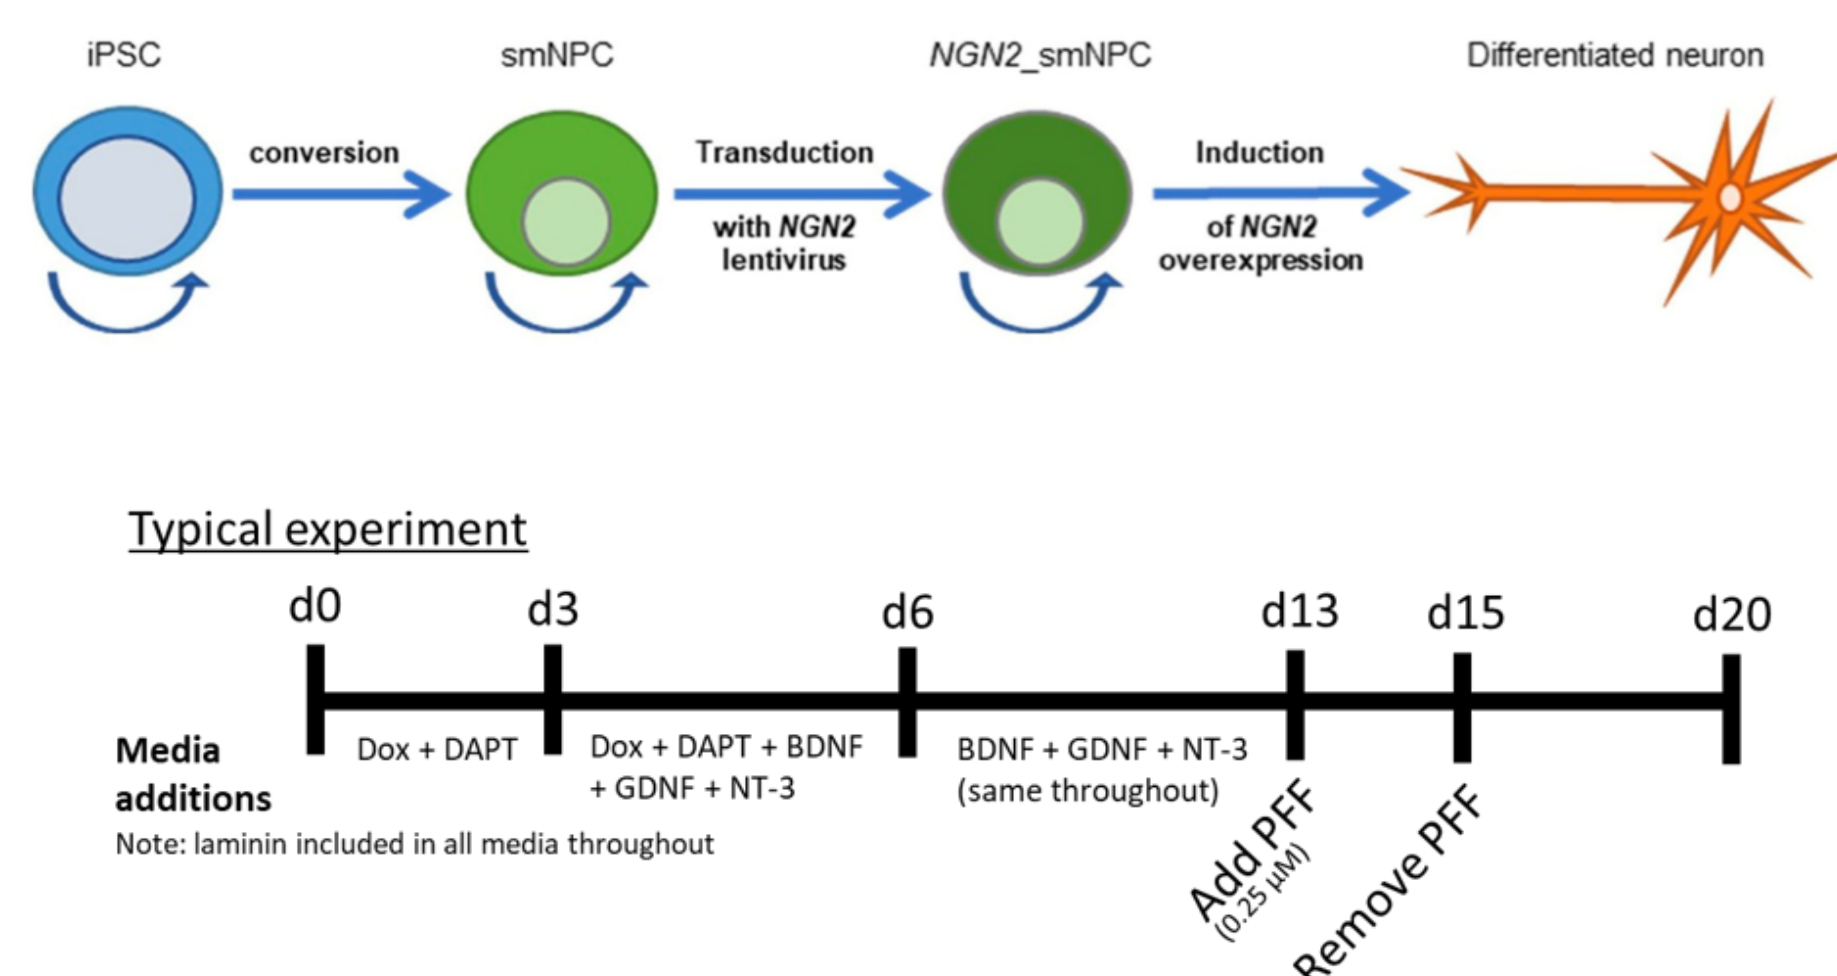 iPSC
smNPC
NGN2_smNPC
Differentiated neuron
conversion
Transduction
with NGN2
lentivirus
Induction
of NGN2
overexpression
Typical experiment
d0
d3
d6
d13
d15
d20
Media
additions
Dox + DAPT
Dox + DAPT + BDNF
+ GDNF + NT-3
BDNF + GDNF + NT-3
(same throughout)
Note: laminin included in all media throughout
Add PFF
(0.25 µM)
Remove PFF